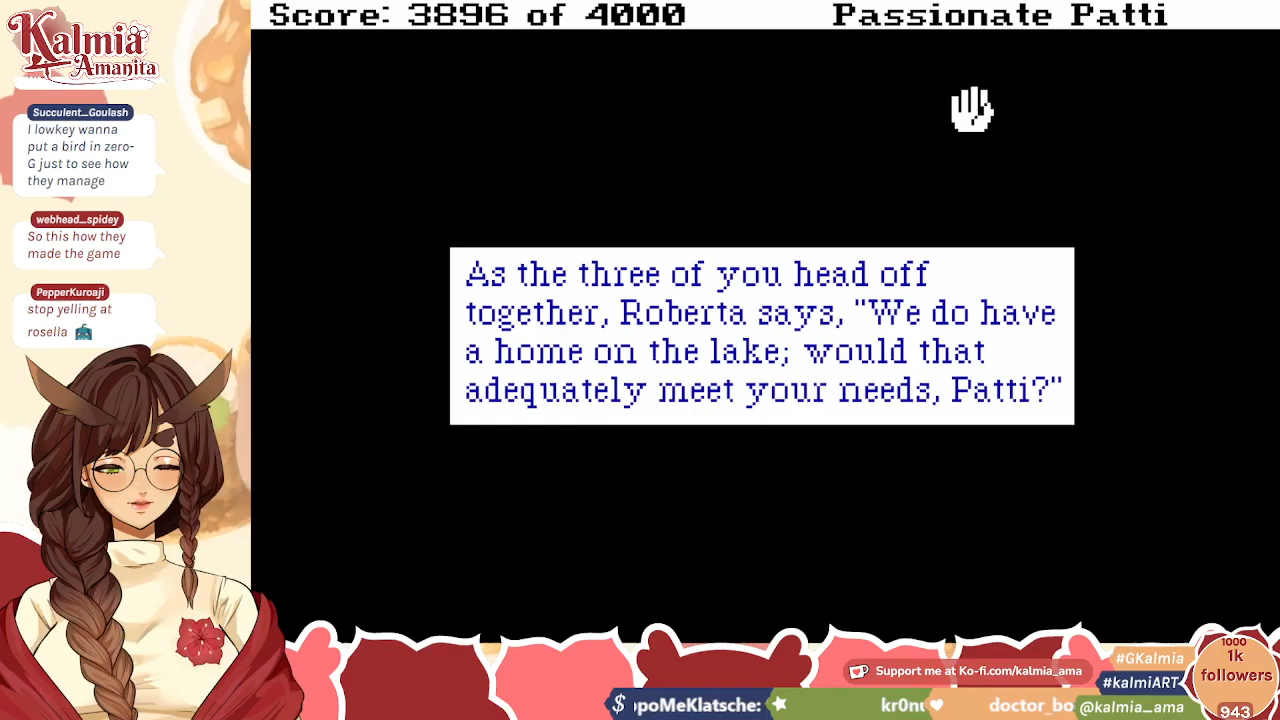 Kalmia
Amanita
Score: 3896 of 4000
Passionate Patti
Succulent_Goulash
I lowkey wanna
put a bird in zero-
G just to see how
they manage
webhead_spidey
So this how they
made the game
PepperKuroaji
stop yelling at
rosella
As the three of you head off
together, Roberta says, "We do have
a home on the lake; would that
adequately meet your needs, Patti?"
Support me at Ko-fi.com/kalmia_ama
#GKalmia
#kalmiART
@kalmia_ama
$ poMeKlatsche:
kr0n
doctor_bo
1000
1k
followers
943